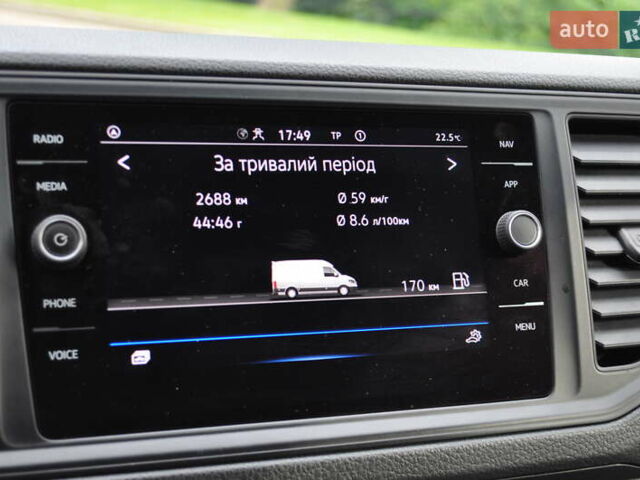 auto
RADIO
MEDIA
PHONE
VOICE
17:49 TP 1 22.5°C
< За тривалий період >
2688 км Ø 59 км/г
44:46 г Ø 8.6 л/100км
170 км
NAV
APP
CAR
MENU